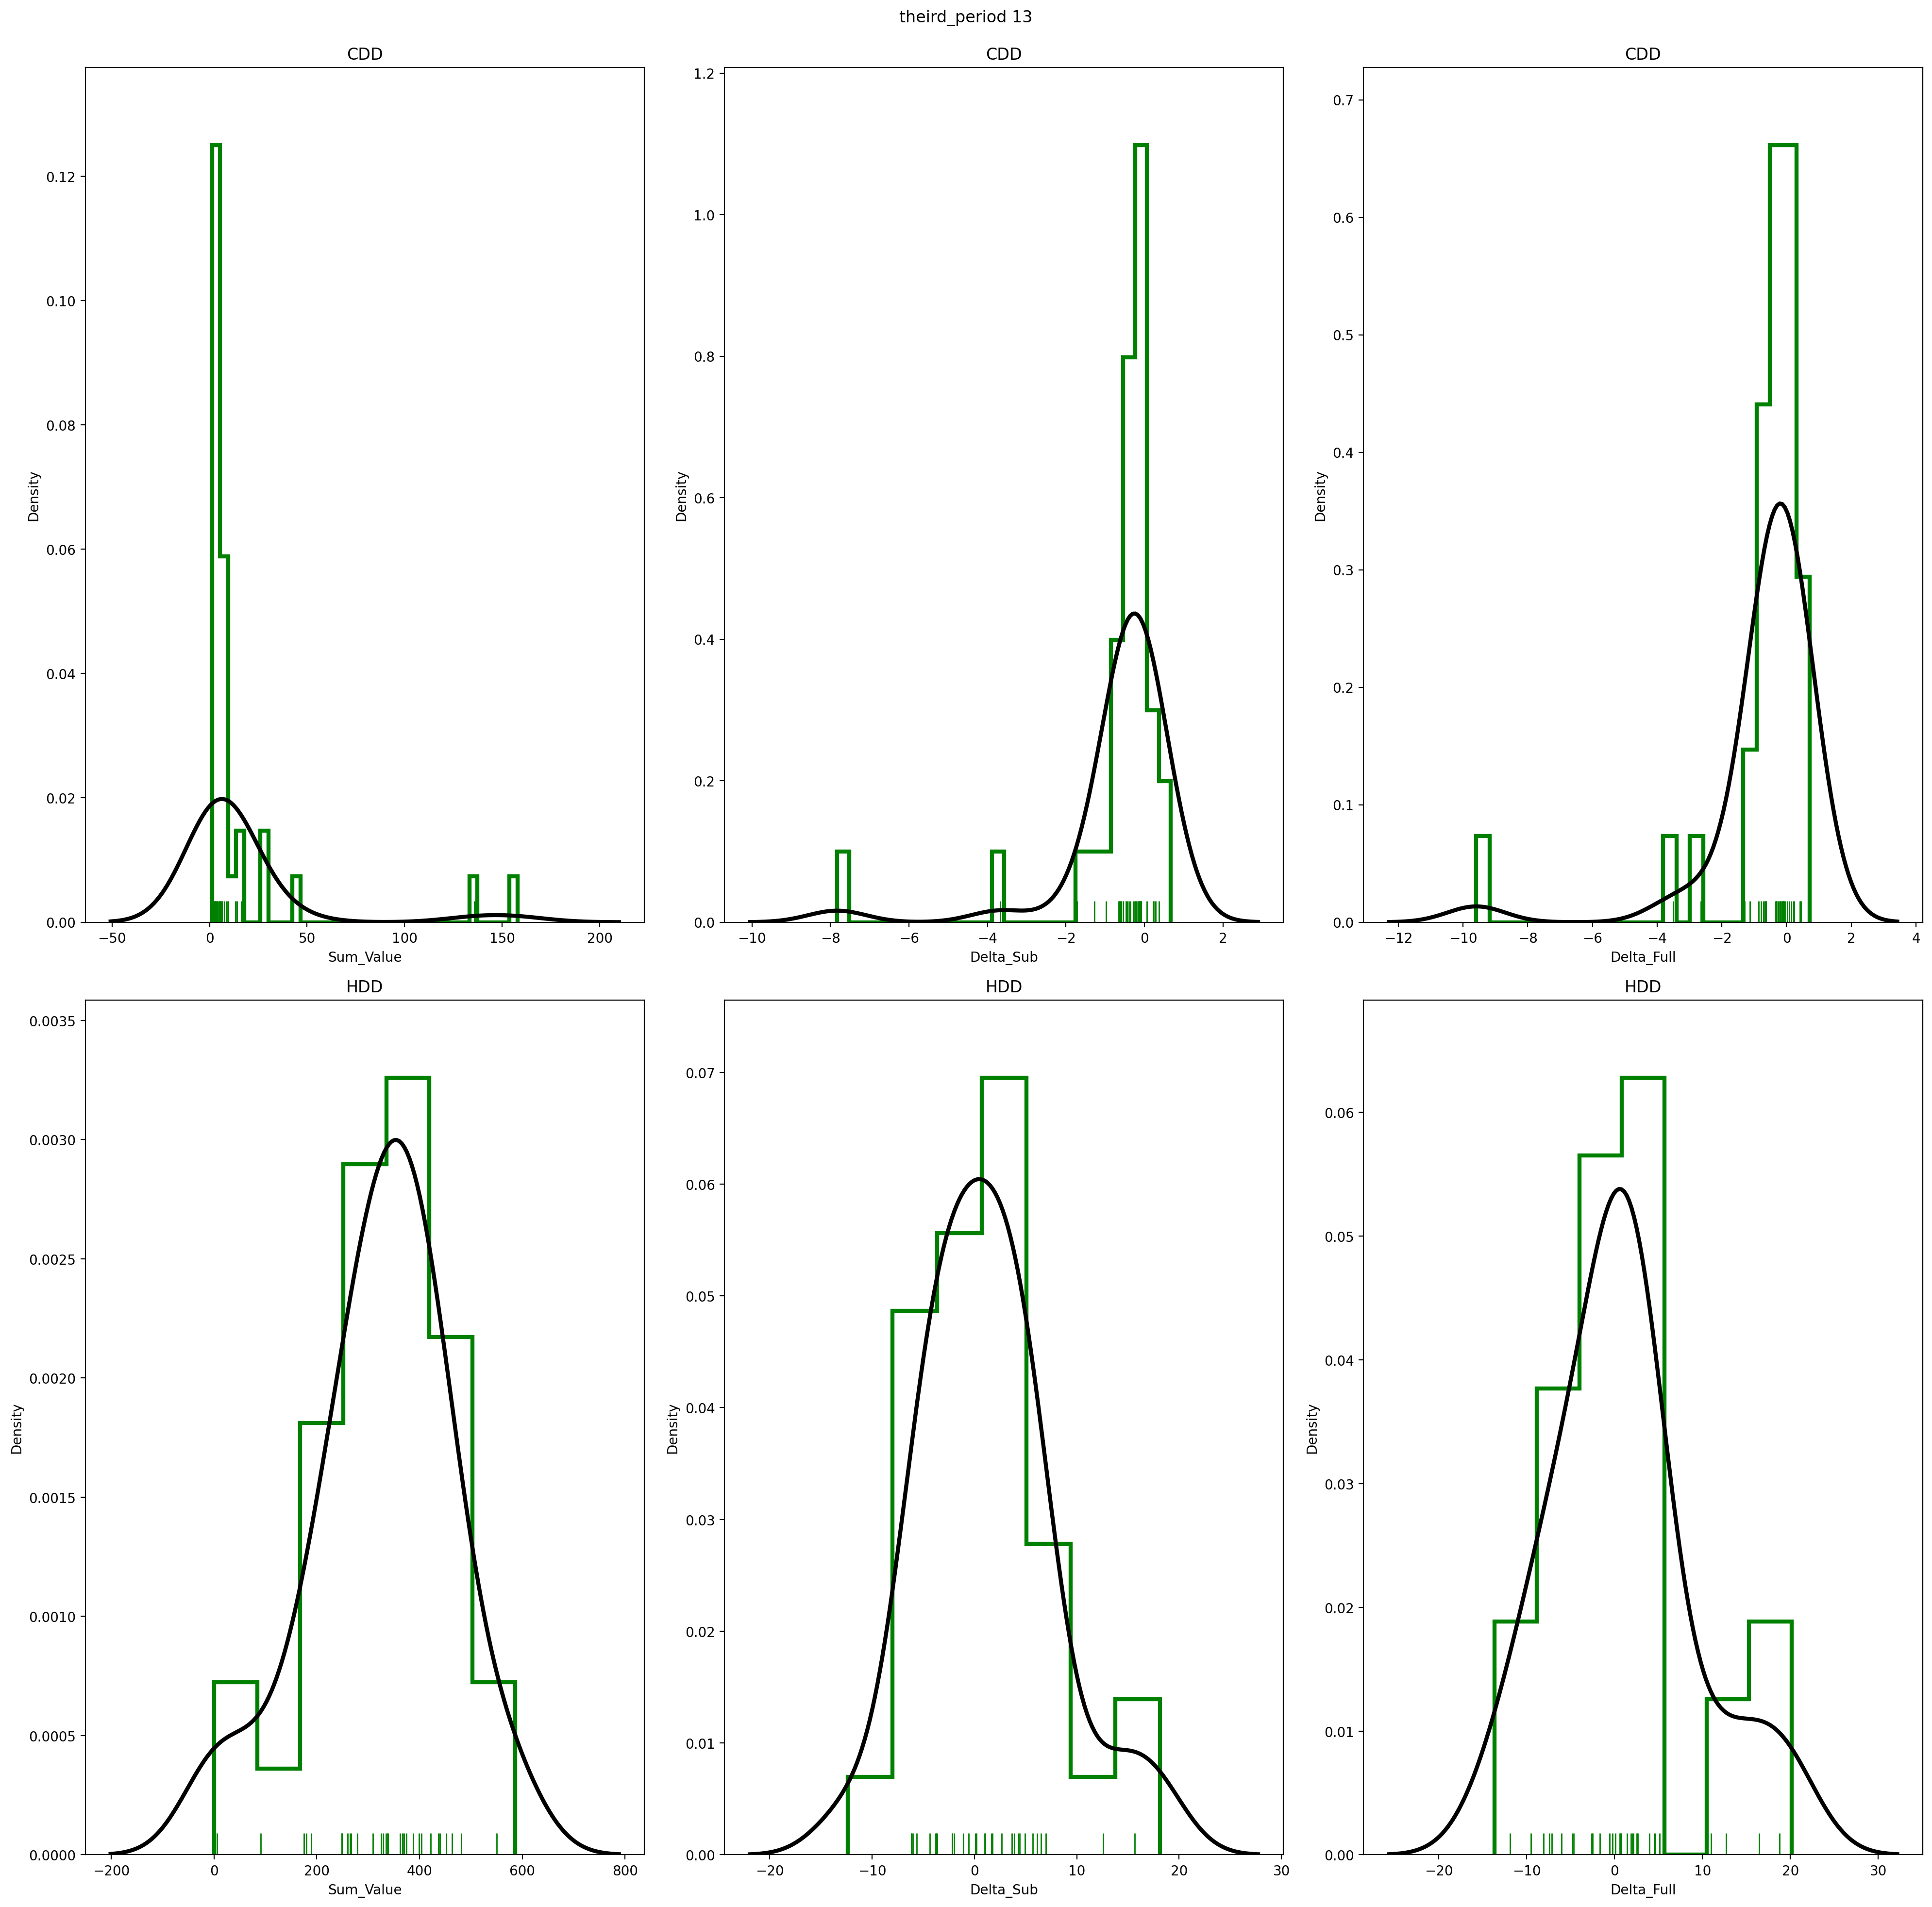 theird_period 13
CDD
CDD
CDD
0.12
0.10
0.08
0.06
0.04
0.02
0.00
Density
−50 0 50 100 150 200
Sum_Value
1.2
1.0
0.8
0.6
0.4
0.2
0.0
Density
−10 −8 −6 −4 −2 0 2
Delta_Sub
0.7
0.6
0.5
0.4
0.3
0.2
0.1
0.0
Density
−12 −10 −8 −6 −4 −2 0 2 4
Delta_Full
HDD
HDD
HDD
0.0035
0.0030
0.0025
0.0020
0.0015
0.0010
0.0005
0.0000
Density
−200 0 200 400 600 800
Sum_Value
0.07
0.06
0.05
0.04
0.03
0.02
0.01
0.00
Density
−20 −10 0 10 20 30
Delta_Sub
0.06
0.05
0.04
0.03
0.02
0.01
0.00
Density
−20 −10 0 10 20 30
Delta_Full